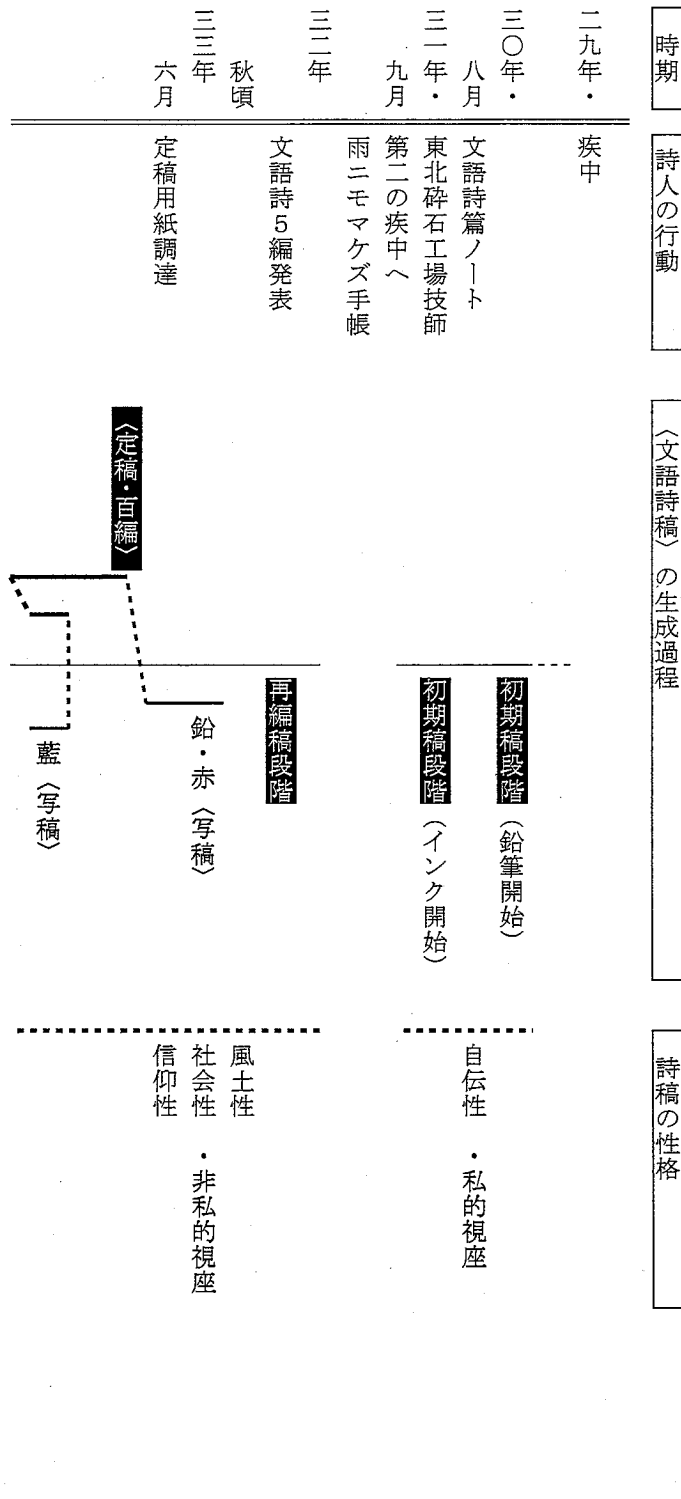 時期
詩人の行動
〈文語詩稿〉の生成過程
詩稿の性格
二九年・
疾中
三〇年・
初期稿段階（鉛筆開始）
八月
文語詩篇ノート
自伝性・私的視座
三一年・
東北砕石工場技師
初期稿段階（インク開始）
九月
第二の疾中へ
雨ニモマケズ手帳
三二年
文語詩５編発表
再編稿段階
秋頃
風土性
三三年
鉛・赤〈写稿〉
社会性・非私的視座
六月
定稿用紙調達
信仰性
〈定稿・百編〉
藍〈写稿〉